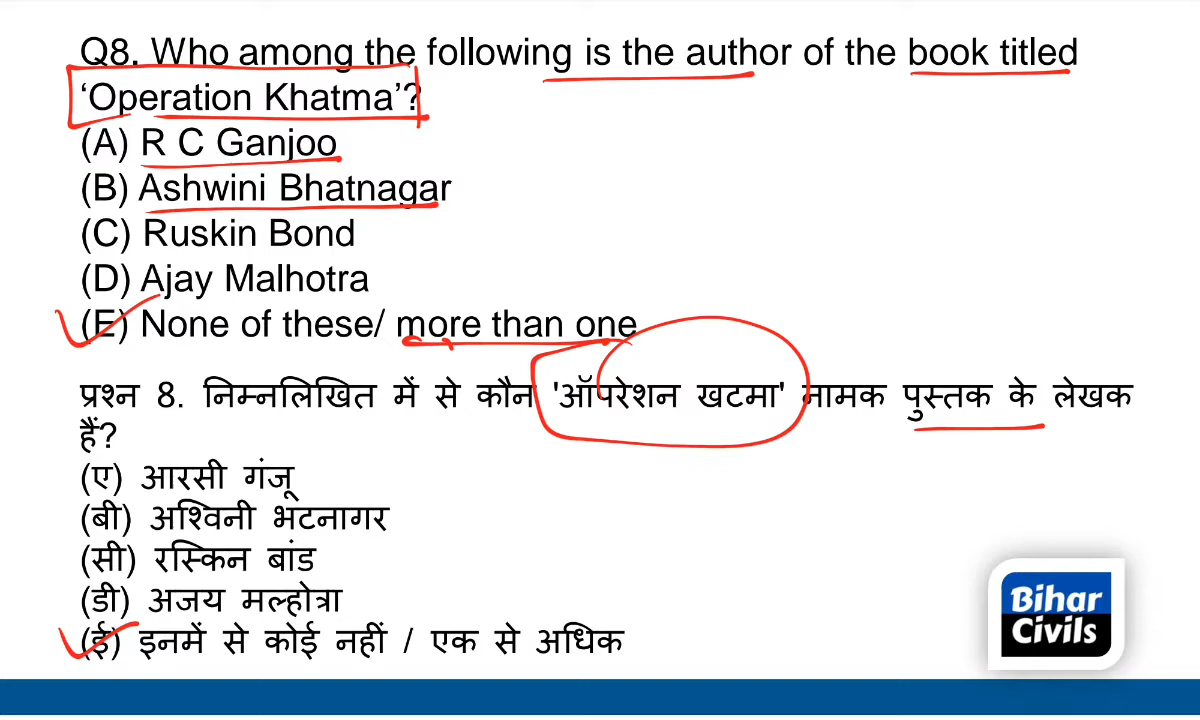 Q8. Who among the following is the author of the book titled
‘Operation Khatma’?
(A) R C Ganjoo
(B) Ashwini Bhatnagar
(C) Ruskin Bond
(D) Ajay Malhotra
(E) None of these/ more than one
प्रश्न 8. निम्नलिखित में से कौन 'ऑपरेशन खटमा' नामक पुस्तक के लेखक
हैं?
(ए) आरसी गंजू
(बी) अश्विनी भटनागर
(सी) रस्किन बांड
(डी) अजय मल्होत्रा
(ई) इनमें से कोई नहीं / एक से अधिक
Bihar
Civils